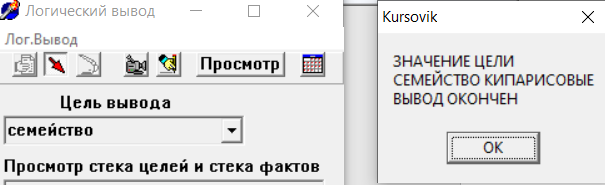 Логический вывод
Лог.Вывод
Просмотр
Цель вывода
семейство
Просмотр стека целей и стека фактов
Kursovik
ЗНАЧЕНИЕ ЦЕЛИ
СЕМЕЙСТВО КИПАРИСОВЫЕ
ВЫВОД ОКОНЧЕН
OK